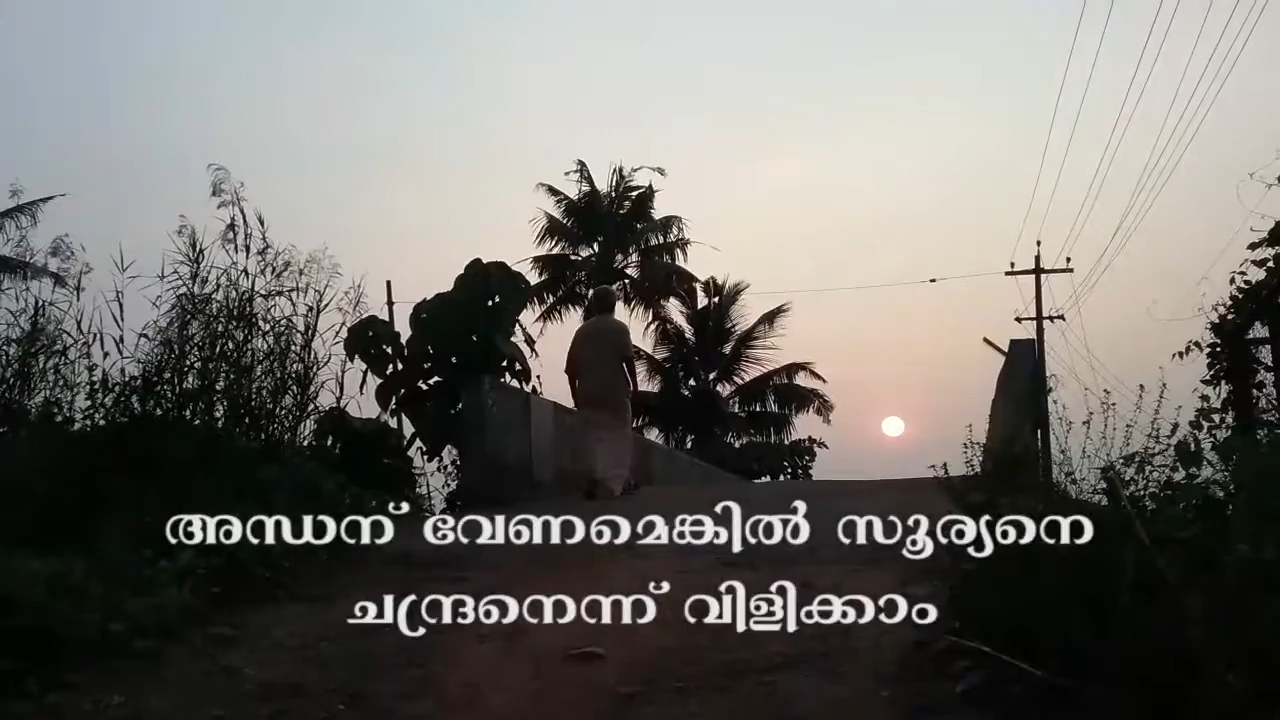 അന്ധന് വേണമെങ്കിൽ സൂര്യനെ
ചന്ദ്രനെന്ന് വിളിക്കാം